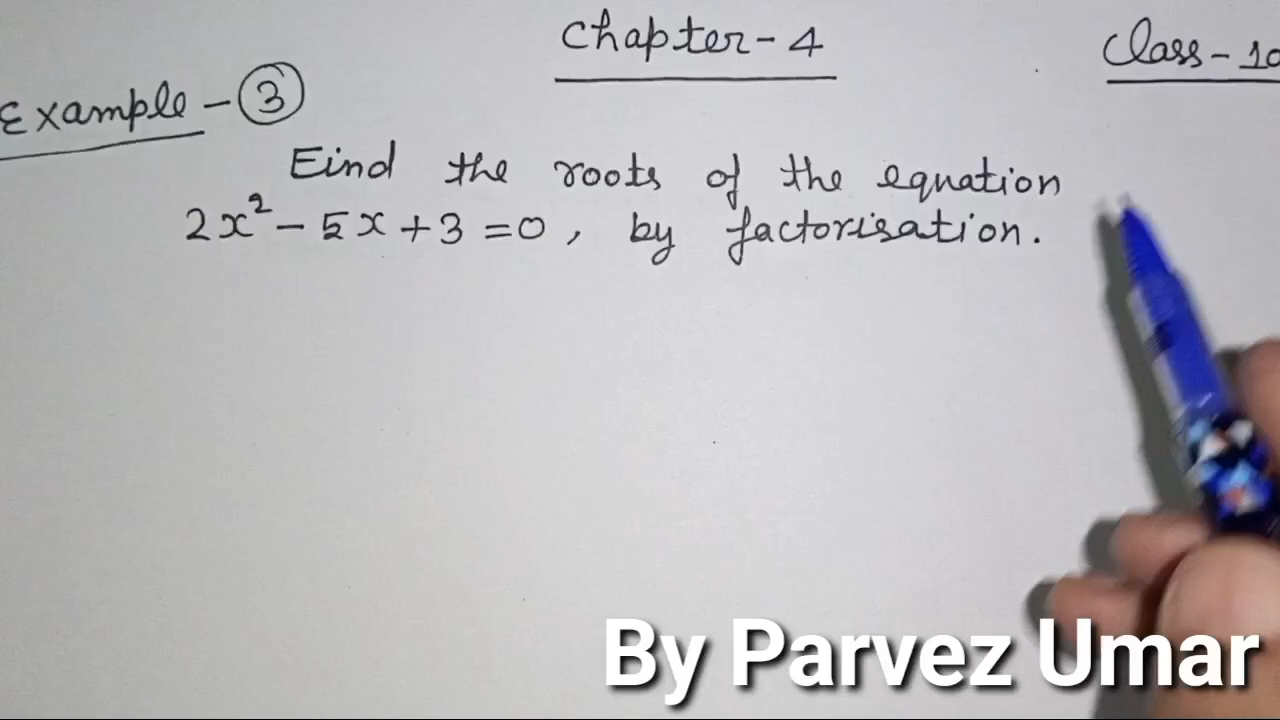 Chapter-4
Class-10
Example-③
Eind the roots of the equation
2x²-5x+3=0, by factorisation.
By Parvez Umar